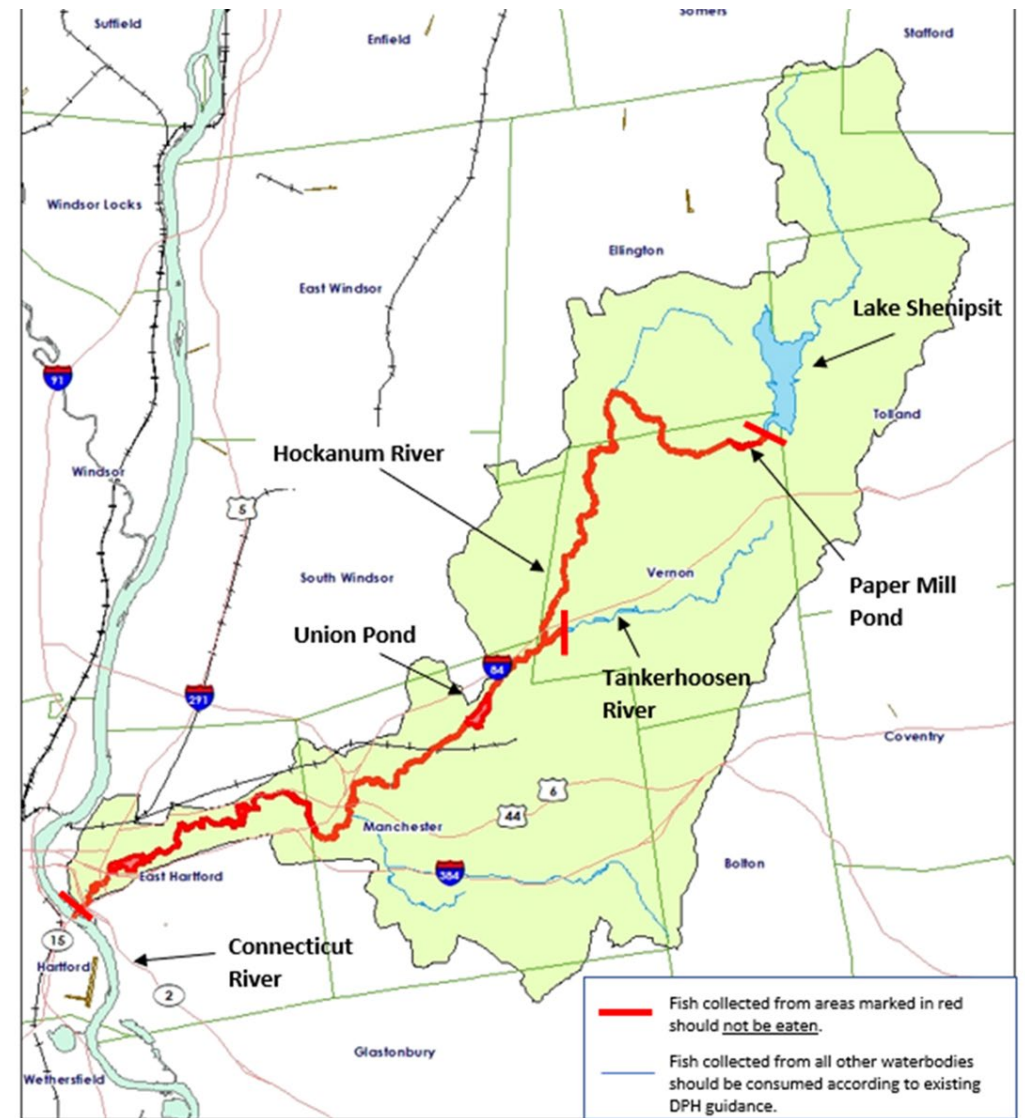 Suffield
Enfield
Somers
Stafford
Windsor Locks
Ellington
East Windsor
Lake Shenipsit
91
Tolland
Hockanum River
Windsor
5
South Windsor
Vernon
Paper Mill
Pond
Union Pond
84
Tankerhoosen
River
291
Coventry
6
44
Manchester
Bolton
384
East Hartford
15
Connecticut
River
Hartford
2
Glastonbury
Wethersfield
Fish collected from areas marked in red
should not be eaten.
Fish collected from all other waterbodies
should be consumed according to existing
DPH guidance.